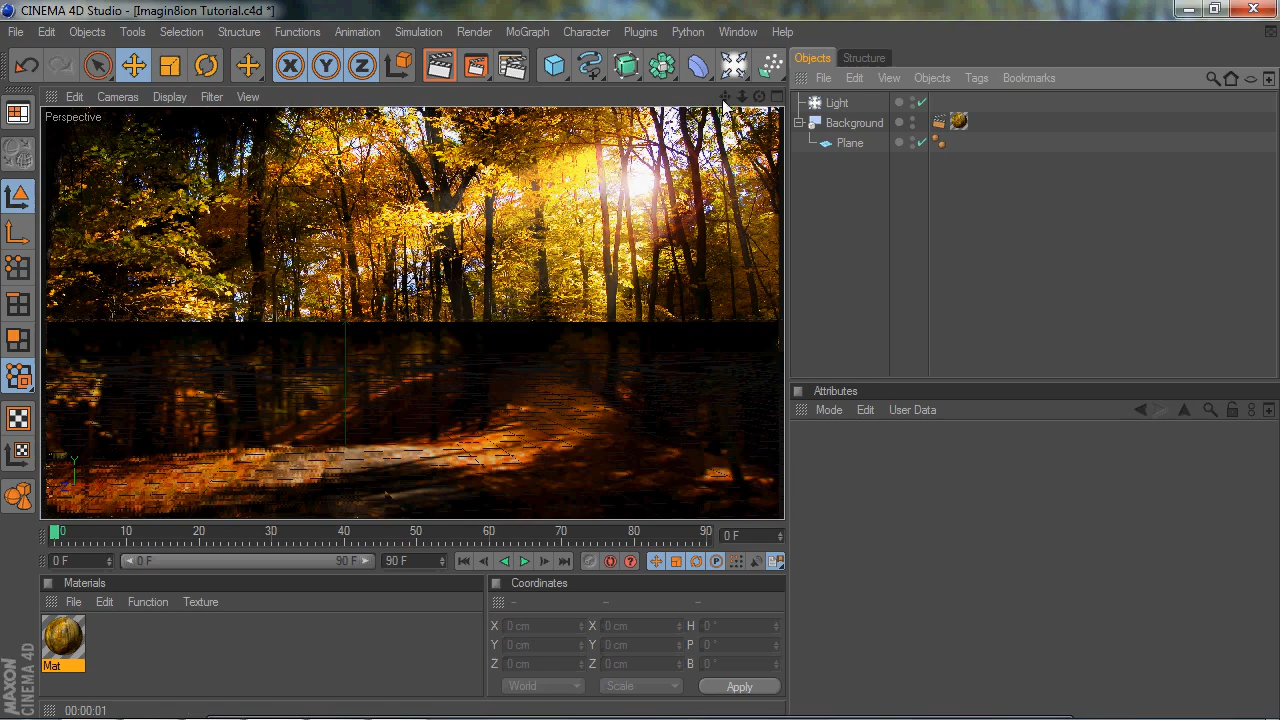 CINEMA 4D Studio - [Imagin8ion Tutorial.c4d *]
File Edit Objects Tools Selection Structure Functions Animation Simulation Render MoGraph Character Plugins Python Window Help
X Y Z
Objects Structure
File Edit View Objects Tags Bookmarks
Edit Cameras Display Filter View
Perspective
Light
Background
Plane
Attributes
Mode Edit User Data
Y
0 10 20 30 40 50 60 70 80 90 0 F
0 F 0 F 90 F 90 F
P
Materials
File Edit Function Texture
Mat
Coordinates
– – –
X 0 cm X 0 cm H 0 °
Y 0 cm Y 0 cm P 0 °
Z 0 cm Z 0 cm B 0 °
World Scale Apply
MAXON
CINEMA 4D
00:00:01